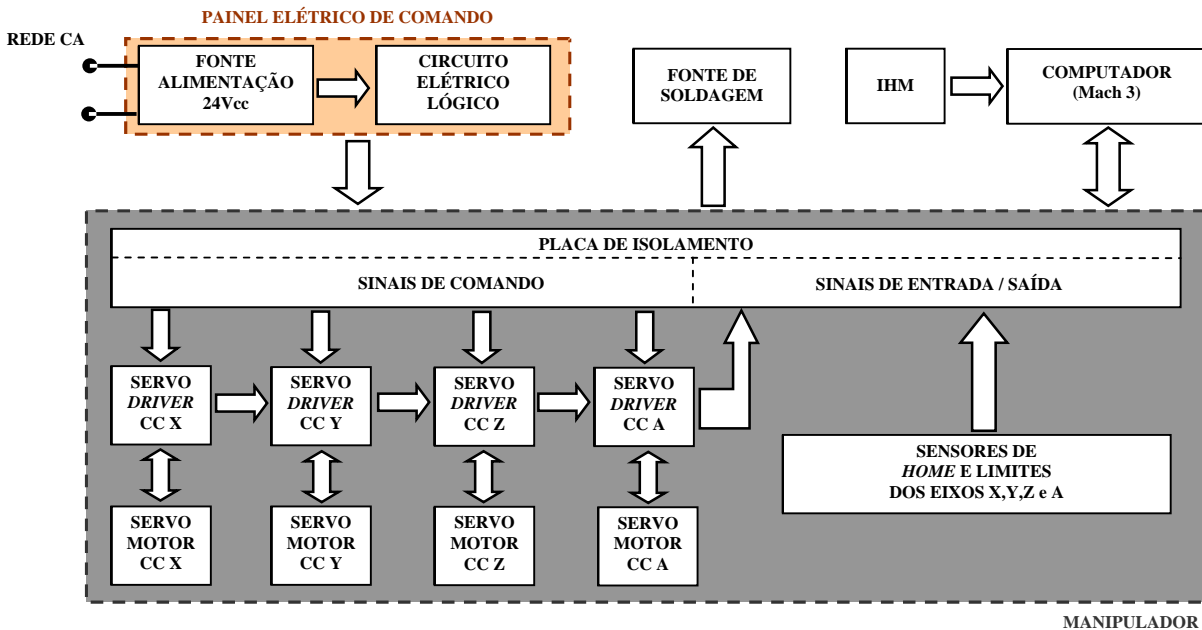 PAINEL ELÉTRICO DE COMANDO
REDE CA
FONTE
ALIMENTAÇÃO
24Vcc
CIRCUITO
ELÉTRICO
LÓGICO
FONTE DE
SOLDAGEM
IHM
COMPUTADOR
(Mach 3)
PLACA DE ISOLAMENTO
SINAIS DE COMANDO
SINAIS DE ENTRADA / SAÍDA
SERVO
DRIVER
CC X
SERVO
DRIVER
CC Y
SERVO
DRIVER
CC Z
SERVO
DRIVER
CC A
SENSORES DE
HOME E LIMITES
DOS EIXOS X,Y,Z e A
SERVO
MOTOR
CC X
SERVO
MOTOR
CC Y
SERVO
MOTOR
CC Z
SERVO
MOTOR
CC A
MANIPULADOR